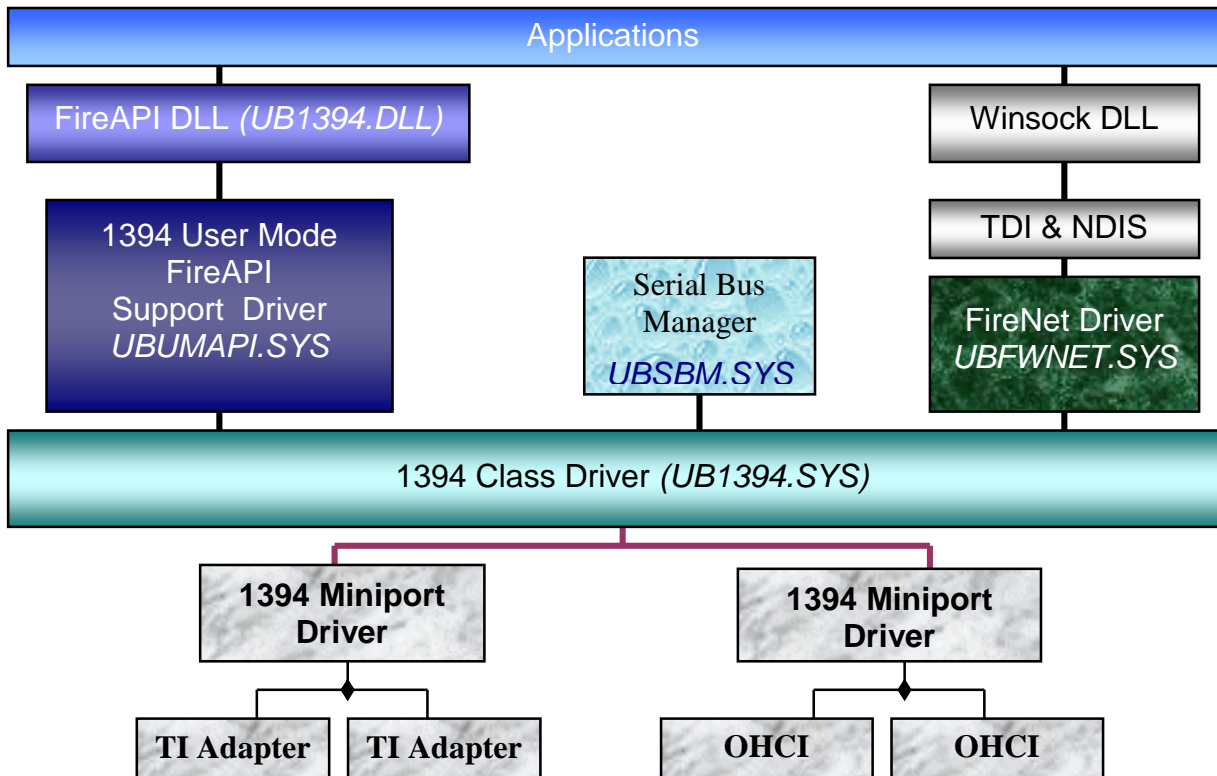 Applications
FireAPI DLL (UB1394.DLL)
Winsock DLL
1394 User Mode
FireAPI
Support Driver
UBUMAPI.SYS
TDI & NDIS
Serial Bus
Manager
UBSBM.SYS
FireNet Driver
UBFWNET.SYS
1394 Class Driver (UB1394.SYS)
1394 Miniport
Driver
1394 Miniport
Driver
TI Adapter
TI Adapter
OHCI
OHCI